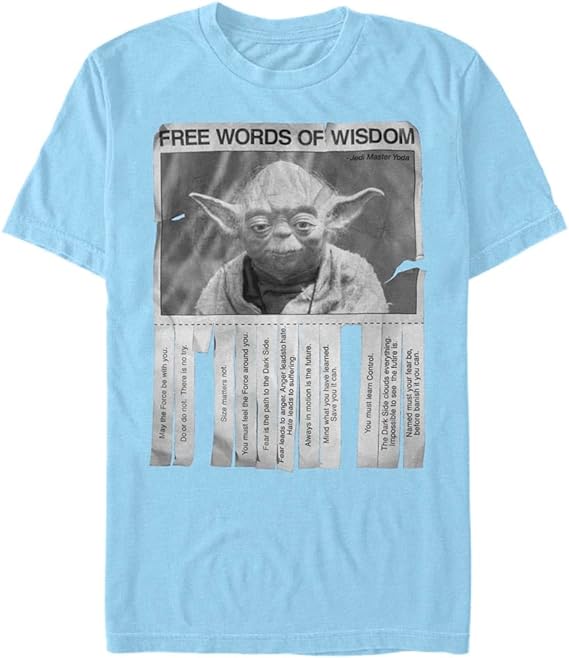 FREE WORDS OF WISDOM
-Jedi Master Yoda
May the Force be with you.
Do or do not. There is no try.
Size matters not.
You must feel the Force around you.
Fear is the path to the Dark Side.
Fear leads to anger. Anger leadsto hate.
Hate leads to suffering.
Always in motion is the future.
Mind what you have learned.
Save you it can.
You must learn Control.
The Dark Side clouds everything.
Impossible to see the future is.
Named must your fear be,
before banish it you can.